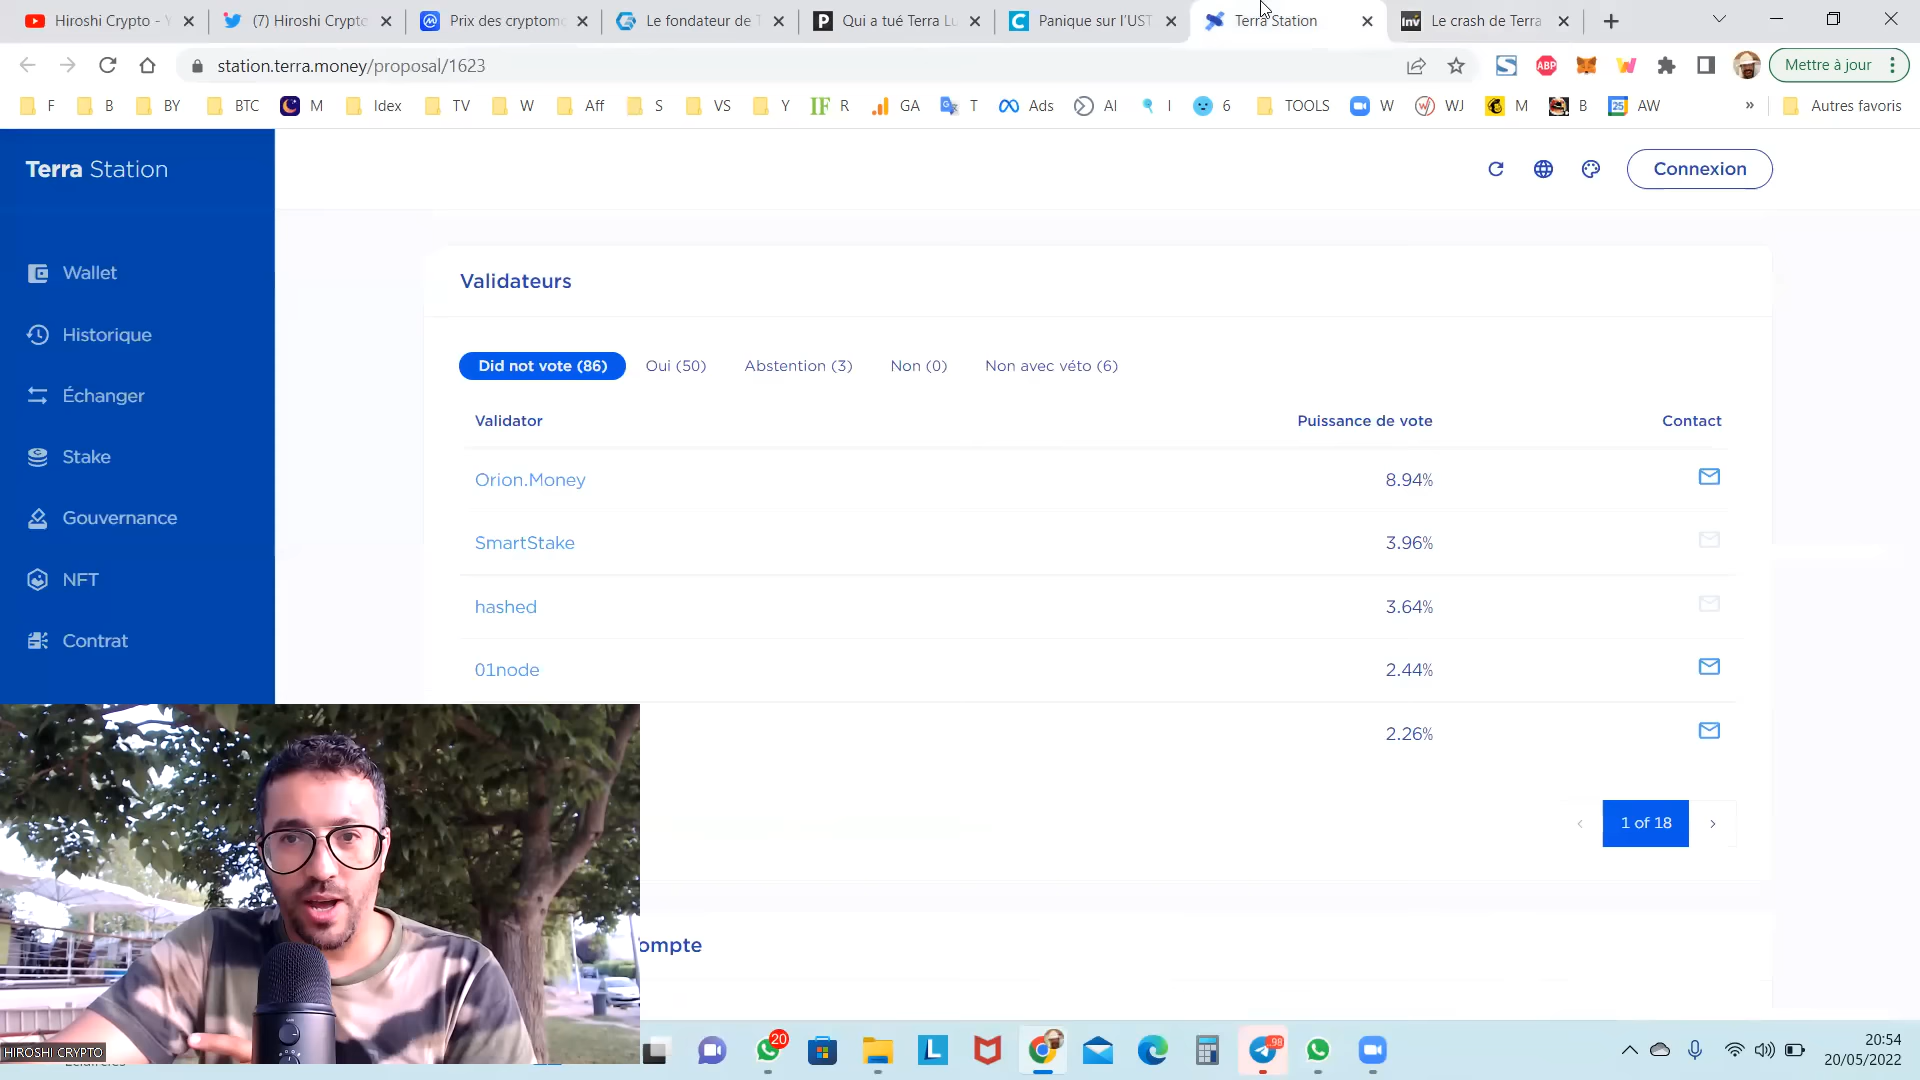 Hiroshi Crypto - Y
(7) Hiroshi Crypto
Prix des cryptomo
Le fondateur de T
Qui a tué Terra Lu
Panique sur l'UST
Terra Station
Le crash de Terra
station.terra.money/proposal/1623
ABP
Mettre à jour
F
B
BY
BTC
M
Idex
TV
W
Aff
S
VS
Y
IF R
GA
T
Ads
AI
I
6
TOOLS
W
WJ
M
B
25 AW
»
Autres favoris
Terra Station
Connexion
Wallet
Historique
Échanger
Stake
Gouvernance
NFT
Contrat
Validateurs
Did not vote (86)
Oui (50)
Abstention (3)
Non (0)
Non avec véto (6)
Validator
Puissance de vote
Contact
Orion.Money
8.94%
SmartStake
3.96%
hashed
3.64%
01node
2.44%
2.26%
1 of 18
ompte
HIROSHI CRYPTO
20
L
98
20:54
20/05/2022